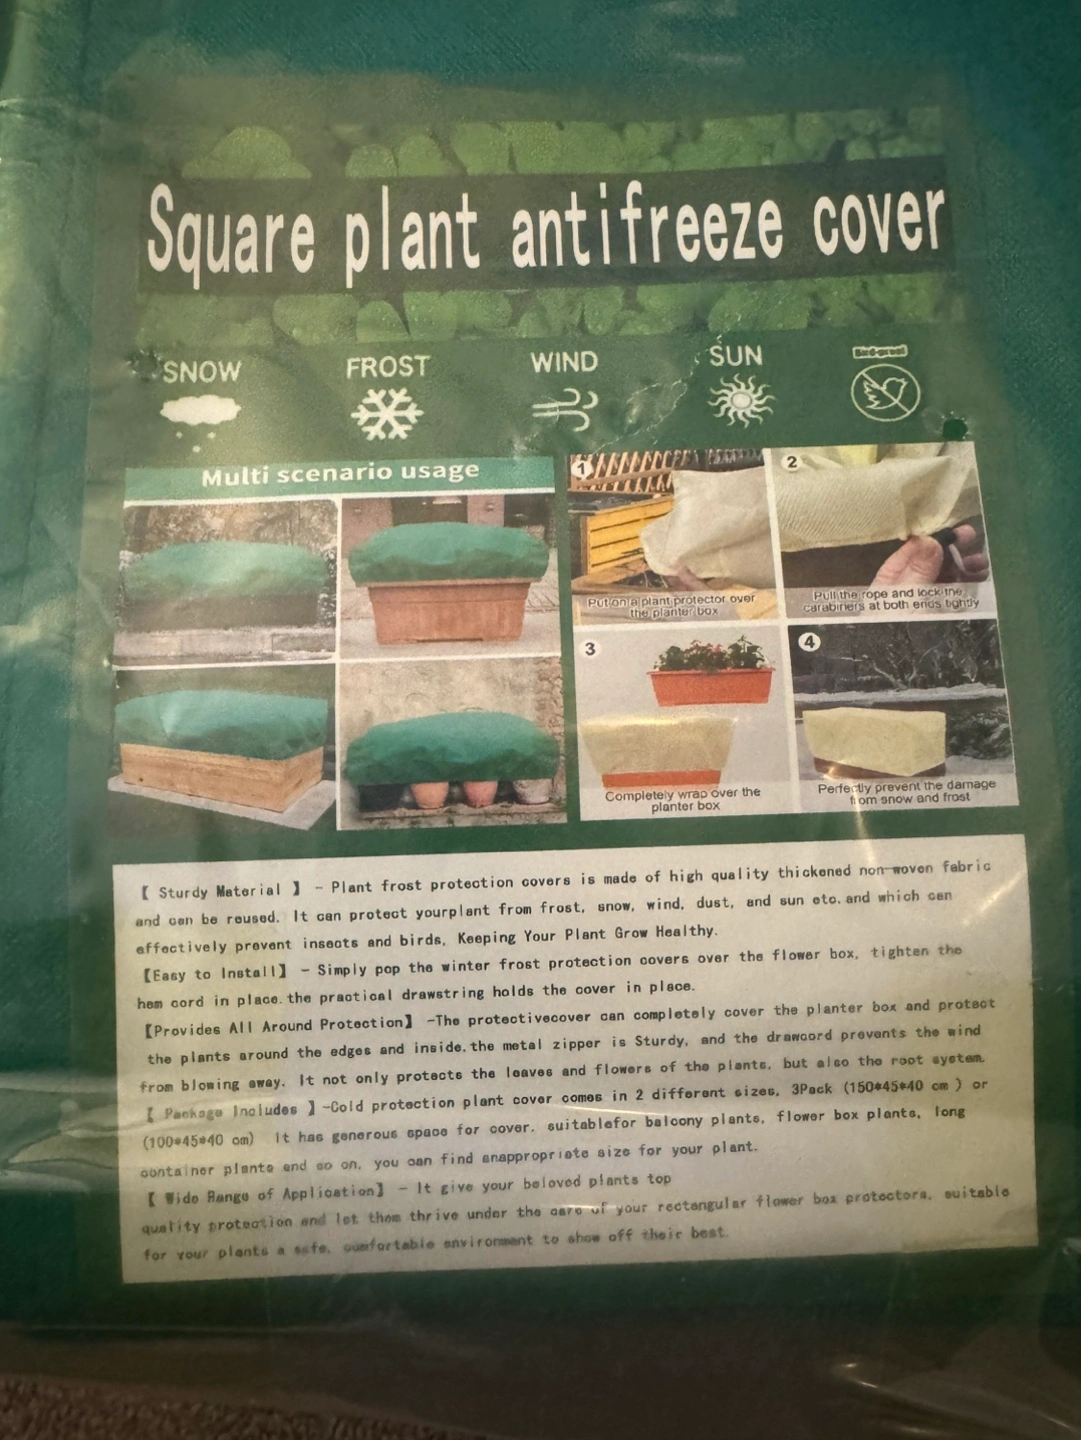 Square plant antifreeze cover
SNOW
FROST
WIND
SUN
Bird-proof
Multi scenario usage
1
Put on a plant protector over
the planter box
2
Pull the rope and lock the
carabiners at both ends tightly
3
Completely wrap over the
planter box
4
Perfectly prevent the damage
from snow and frost
【 Sturdy Material 】 - Plant frost protection covers is made of high quality thickened non-woven fabric
and can be reused. It can protect yourplant from frost, snow, wind, dust, and sun etc.and which can
effectively prevent insects and birds, Keeping Your Plant Grow Healthy.
【Easy to Install】 - Simply pop the winter frost protection covers over the flower box, tighten the
hem cord in place.the practical drawstring holds the cover in place.
【Provides All Around Protection】 -The protectivecover can completely cover the planter box and protect
the plants around the edges and inside.the metal zipper is Sturdy, and the drawcord prevents the wind
from blowing away. It not only protects the leaves and flowers of the plants, but also the root system.
【 Package Includes 】-Cold protection plant cover comes in 2 different sizes, 3Pack (150*45*40 cm ) or
(100*45*40 cm) It has generous space for cover. suitablefor balcony plants, flower box plants, long
container plants and so on, you can find anappropriate size for your plant.
【 Wide Range of Application】 - It give your beloved plants top
quality protection and let them thrive under the care of your rectangular flower box protectors, suitable
for your plants a safe, comfortable environment to show off their best.